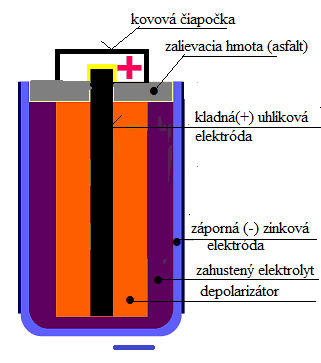 kovová čiapočka
zalievacia hmota (asfalt)
+
kladná(+) uhlíková
elektróda
záporná (-) zinková
elektróda
zahustený elektrolyt
depolarizátor